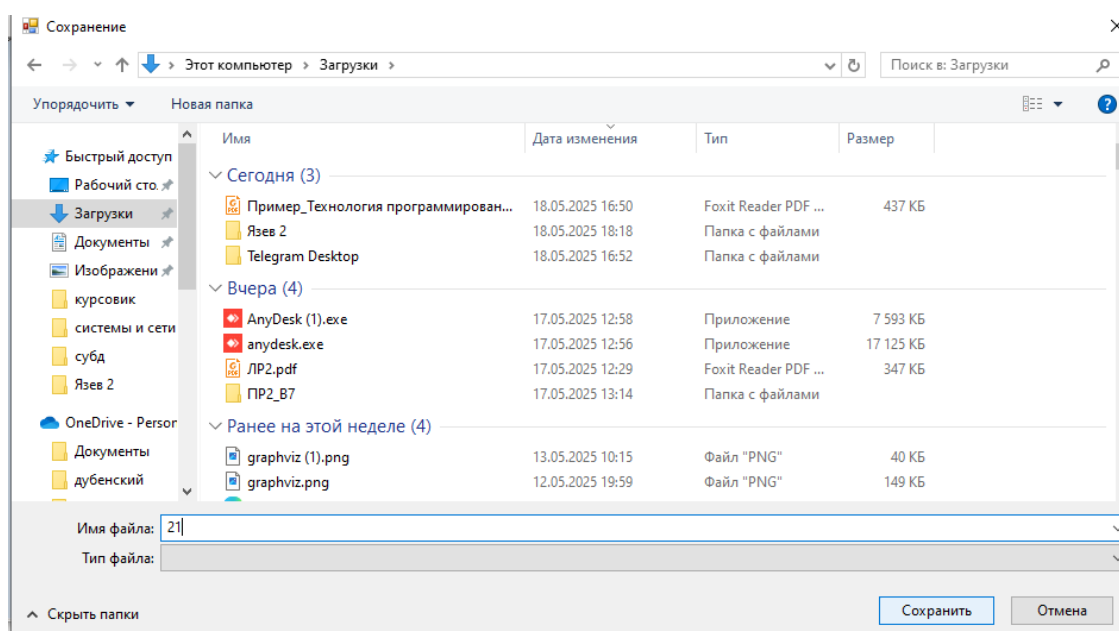 Сохранение
Этот компьютер > Загрузки >
Поиск в: Загрузки
Упорядочить
Новая папка
?
Имя Дата изменения Тип Размер
Быстрый доступ
Рабочий сто.
Загрузки
Документы
Изображени
курсовик
системы и сети
субд
Язев 2
OneDrive - Person
Документы
дубенский
Сегодня (3)
Пример_Технология программирован... 18.05.2025 16:50 Foxit Reader PDF ... 437 КБ
Язев 2 18.05.2025 18:18 Папка с файлами
Telegram Desktop 18.05.2025 16:52 Папка с файлами
Вчера (4)
AnyDesk (1).exe 17.05.2025 12:58 Приложение 7 593 КБ
anydesk.exe 17.05.2025 12:56 Приложение 17 125 КБ
ЛР2.pdf 17.05.2025 12:29 Foxit Reader PDF ... 347 КБ
ПР2_В7 17.05.2025 13:14 Папка с файлами
Ранее на этой неделе (4)
graphviz (1).png 13.05.2025 10:15 Файл "PNG" 40 КБ
graphviz.png 12.05.2025 19:59 Файл "PNG" 149 КБ
Имя файла: 21
Тип файла:
Скрыть папки
Сохранить
Отмена